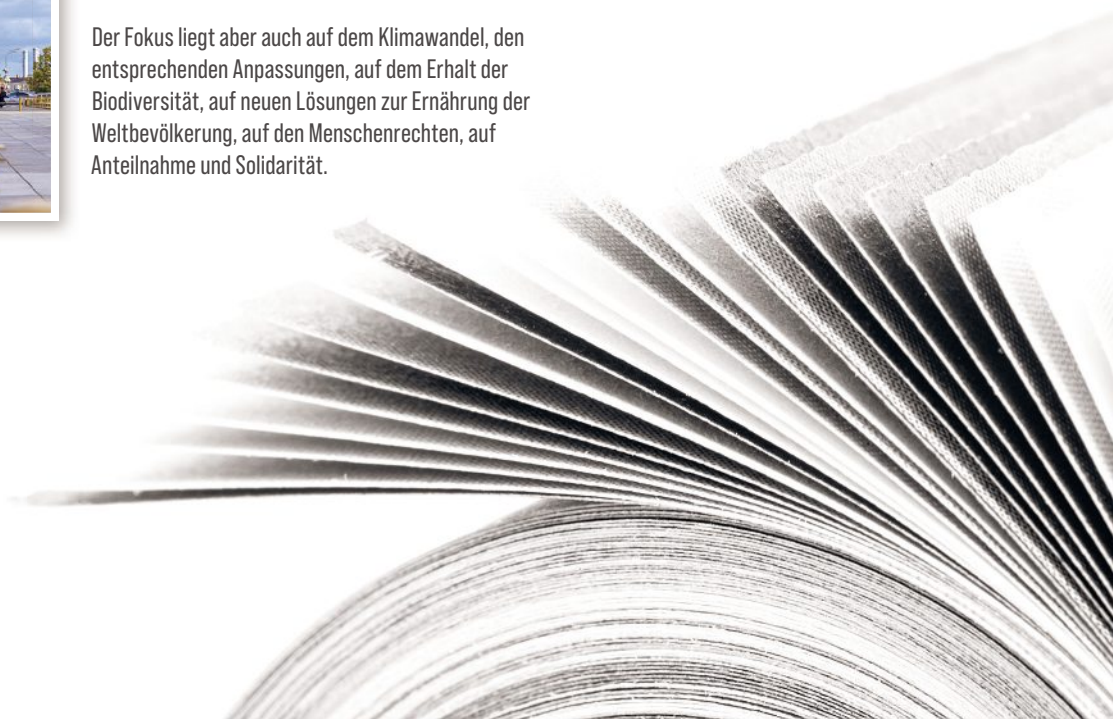 Der Fokus liegt aber auch auf dem Klimawandel, den
entsprechenden Anpassungen, auf dem Erhalt der
Biodiversität, auf neuen Lösungen zur Ernährung der
Weltbevölkerung, auf den Menschenrechten, auf
Anteilnahme und Solidarität.